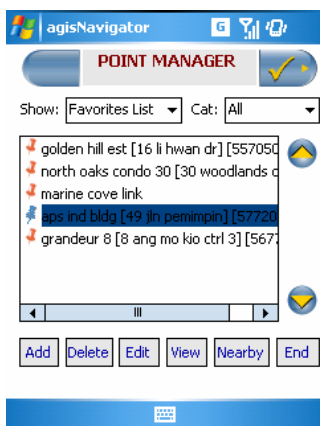 agisNavigator G
POINT MANAGER
Show: Favorites List Cat: All
golden hill est [16 li hwan dr] [557050
north oaks condo 30 [30 woodlands c
marine cove link
aps ind bldg [49 jln pemimpin] [57720
grandeur 8 [8 ang mo kio ctrl 3] [567
Add Delete Edit View Nearby End